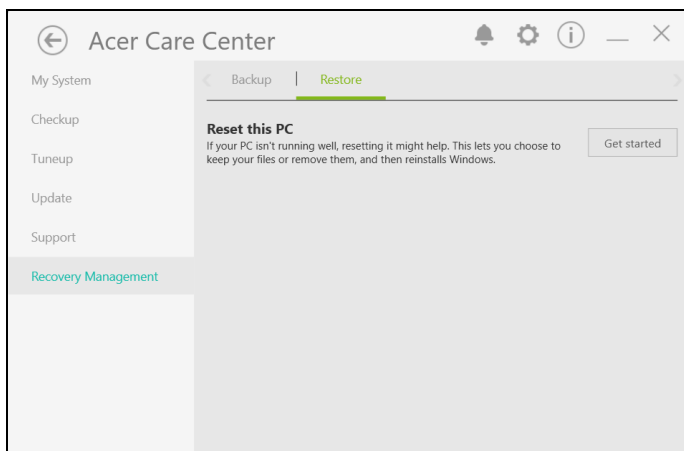 Acer Care Center
My System
Checkup
Tuneup
Update
Support
Recovery Management
Backup | Restore
Reset this PC
If your PC isn't running well, resetting it might help. This lets you choose to
keep your files or remove them, and then reinstalls Windows.
Get started